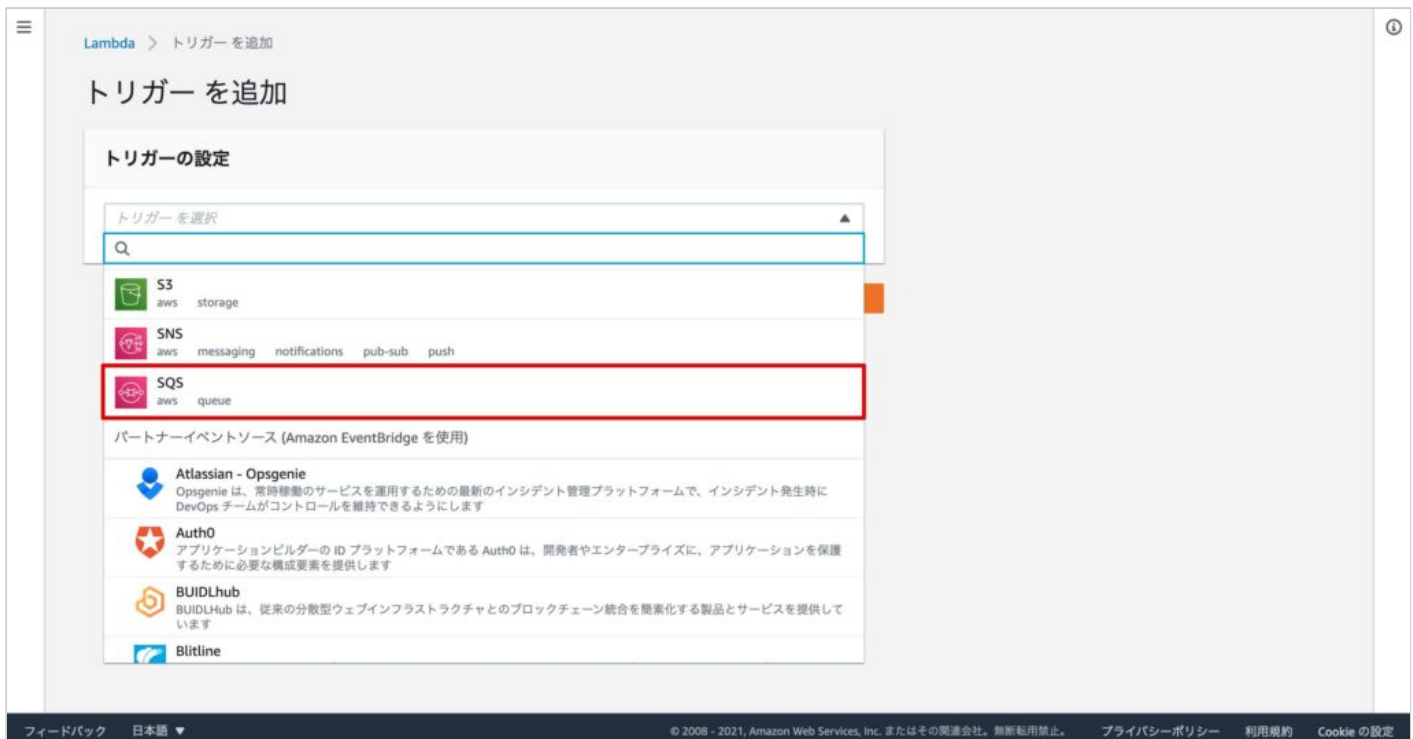 Lambda > トリガー を追加
トリガー を追加
トリガーの設定
トリガー を選択
S3
aws storage
SNS
aws messaging notifications pub-sub push
SQS
aws queue
パートナーイベントソース (Amazon EventBridge を使用)
Atlassian - Opsgenie
Opsgenie は、常時稼働のサービスを運用するための最新のインシデント管理プラットフォームで、インシデント発生時に
DevOps チームがコントロールを維持できるようにします
Auth0
アプリケーションビルダーの ID プラットフォームである Auth0 は、開発者やエンタープライズに、アプリケーションを保護
するために必要な構成要素を提供します
BUIDLhub
BUIDLHub は、従来の分散型ウェブインフラストラクチャとのブロックチェーン統合を簡素化する製品とサービスを提供して
います
Blitline
フィードバック 日本語 ▼ © 2008 - 2021, Amazon Web Services, Inc. またはその関連会社。無断転用禁止。 プライバシーポリシー 利用規約 Cookie の設定